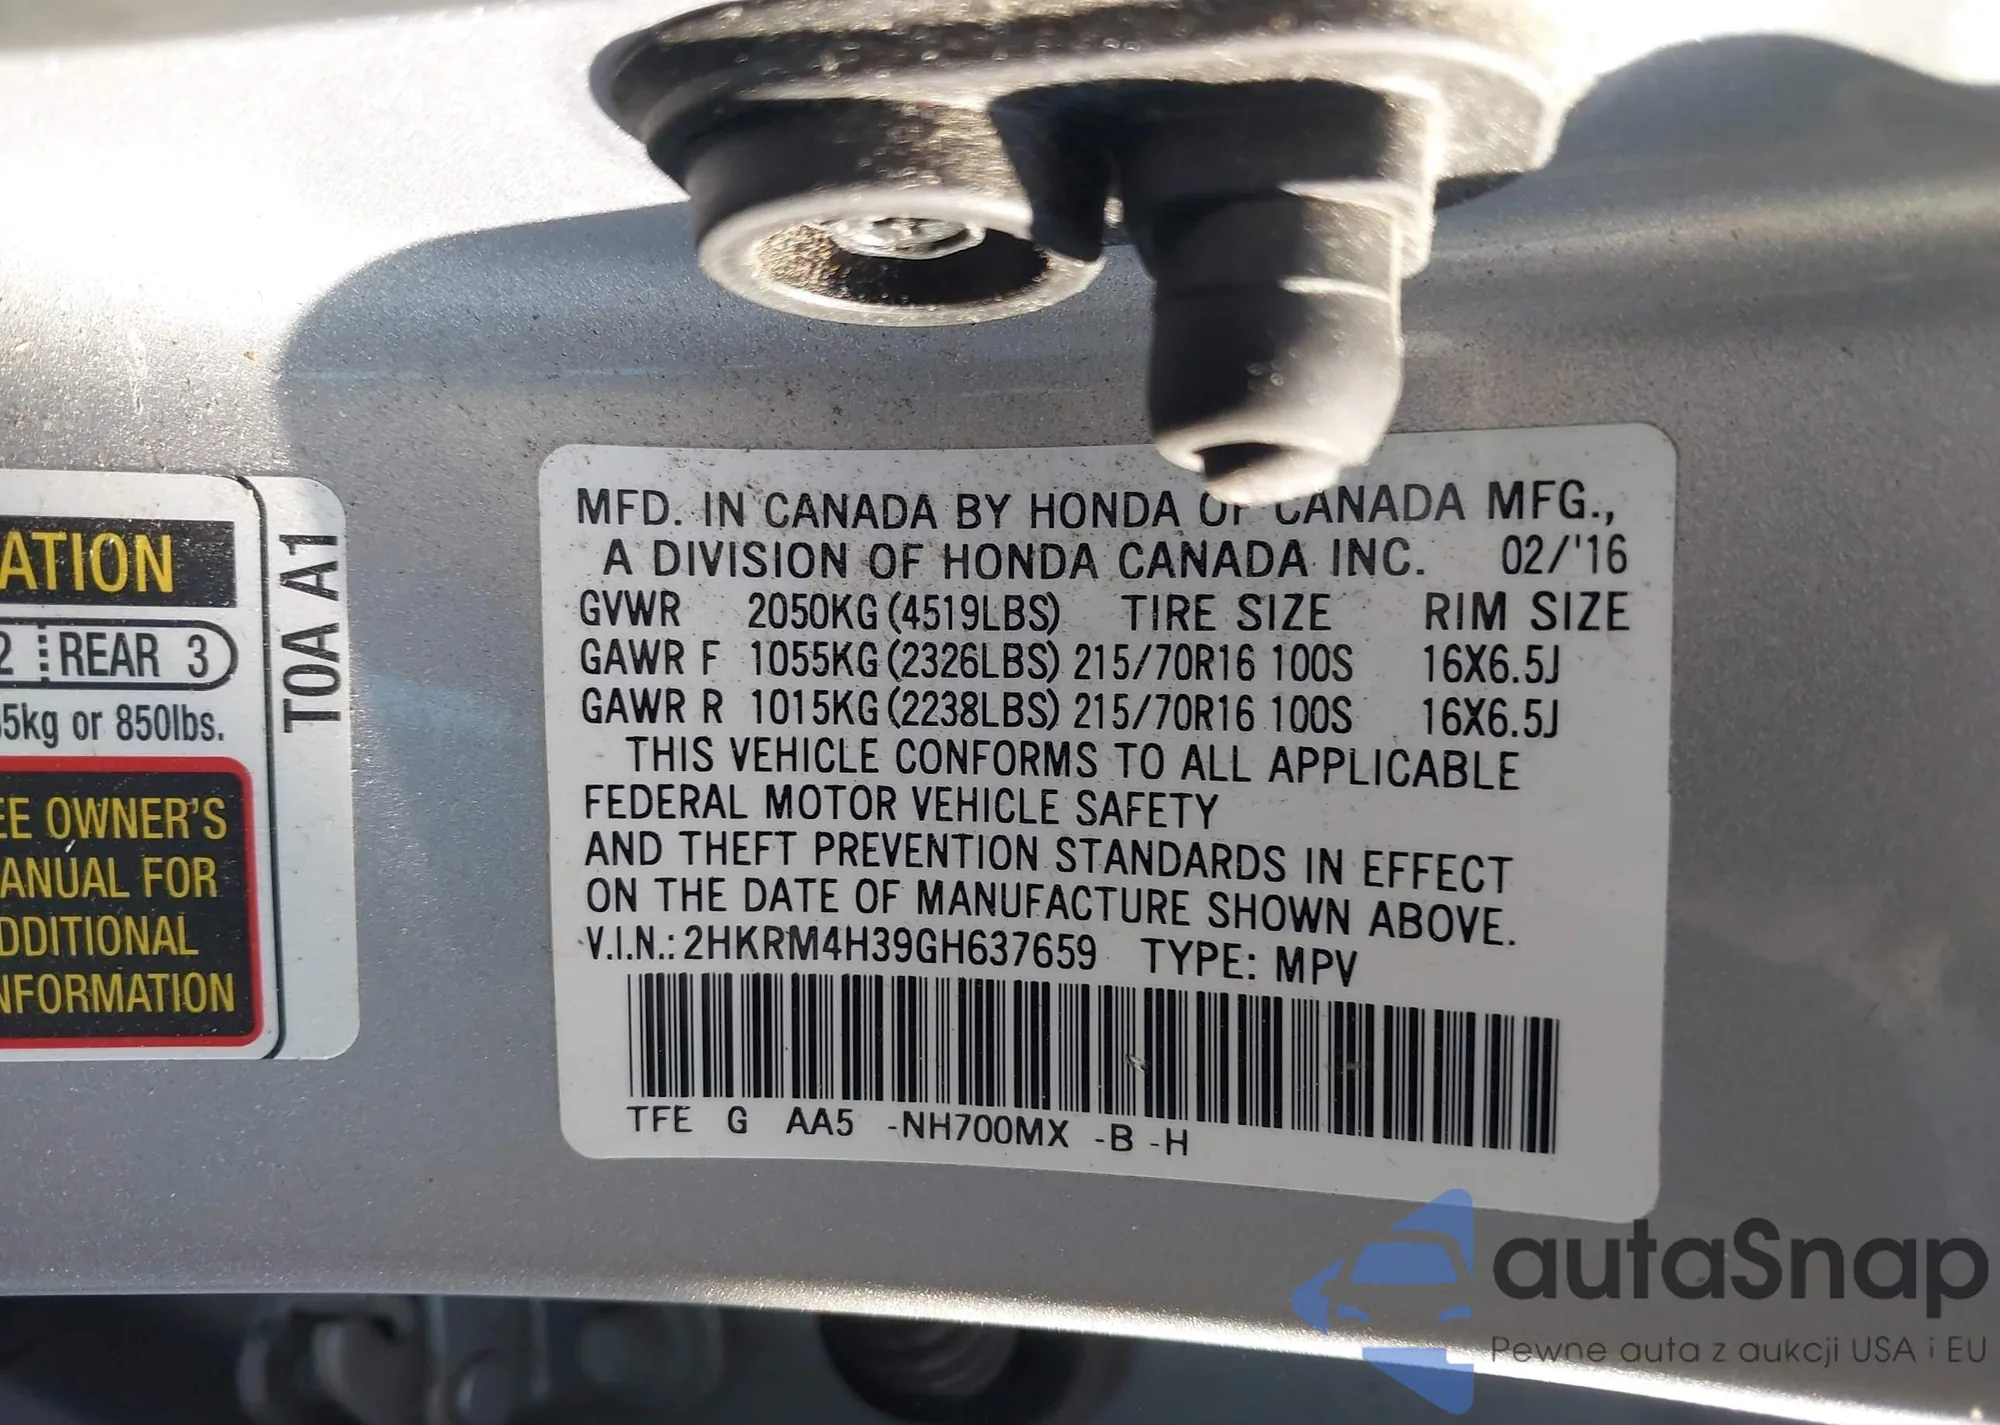 ATION
2 REAR 3
5kg or 850lbs.
EE OWNER'S
ANUAL FOR
DDITIONAL
NFORMATION
T0A A1
MFD. IN CANADA BY HONDA OF CANADA MFG.,
A DIVISION OF HONDA CANADA INC. 02/'16
GVWR 2050KG (4519LBS) TIRE SIZE RIM SIZE
GAWR F 1055KG (2326LBS) 215/70R16 100S 16X6.5J
GAWR R 1015KG (2238LBS) 215/70R16 100S 16X6.5J
THIS VEHICLE CONFORMS TO ALL APPLICABLE
FEDERAL MOTOR VEHICLE SAFETY
AND THEFT PREVENTION STANDARDS IN EFFECT
ON THE DATE OF MANUFACTURE SHOWN ABOVE.
V.I.N.: 2HKRM4H39GH637659 TYPE: MPV
TFE G AA5 -NH700MX -B -H
autaSnap
Pewne auta z aukcji USA i EU